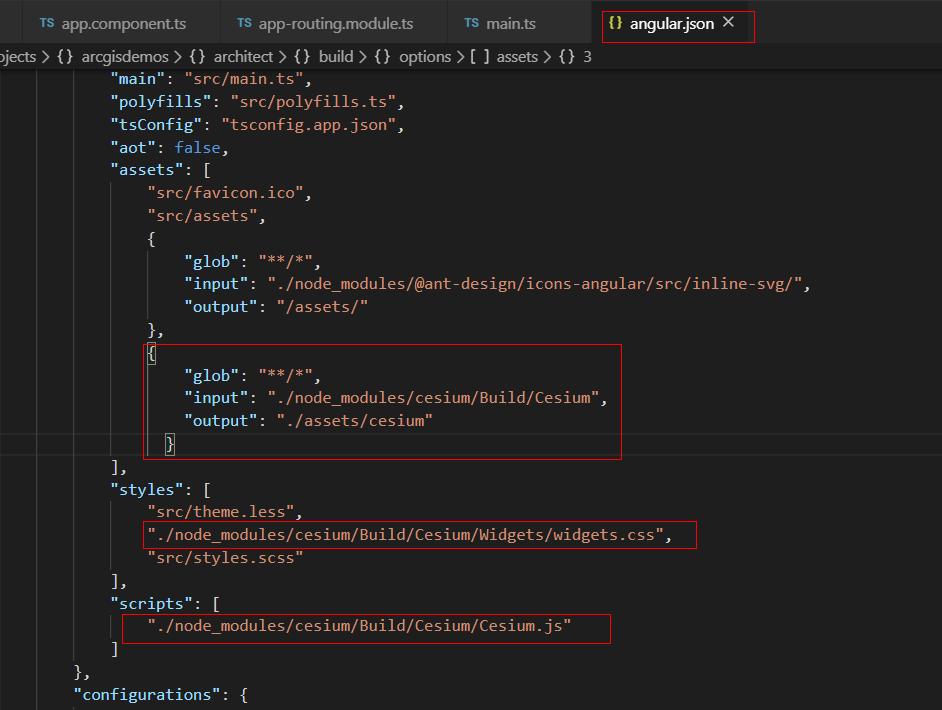 TS app.component.ts TS app-routing.module.ts TS main.ts {} angular.json ×
ojects > {} arcgisdemos > {} architect > {} build > {} options > [ ] assets > {} 3
"main": "src/main.ts",
"polyfills": "src/polyfills.ts",
"tsConfig": "tsconfig.app.json",
"aot": false,
"assets": [
"src/favicon.ico",
"src/assets",
{
"glob": "**/*",
"input": "./node_modules/@ant-design/icons-angular/src/inline-svg/",
"output": "/assets/"
},
{
"glob": "**/*",
"input": "./node_modules/cesium/Build/Cesium",
"output": "./assets/cesium"
}
],
"styles": [
"src/theme.less",
"./node_modules/cesium/Build/Cesium/Widgets/widgets.css",
"src/styles.scss"
],
"scripts": [
"./node_modules/cesium/Build/Cesium/Cesium.js"
]
},
"configurations": {